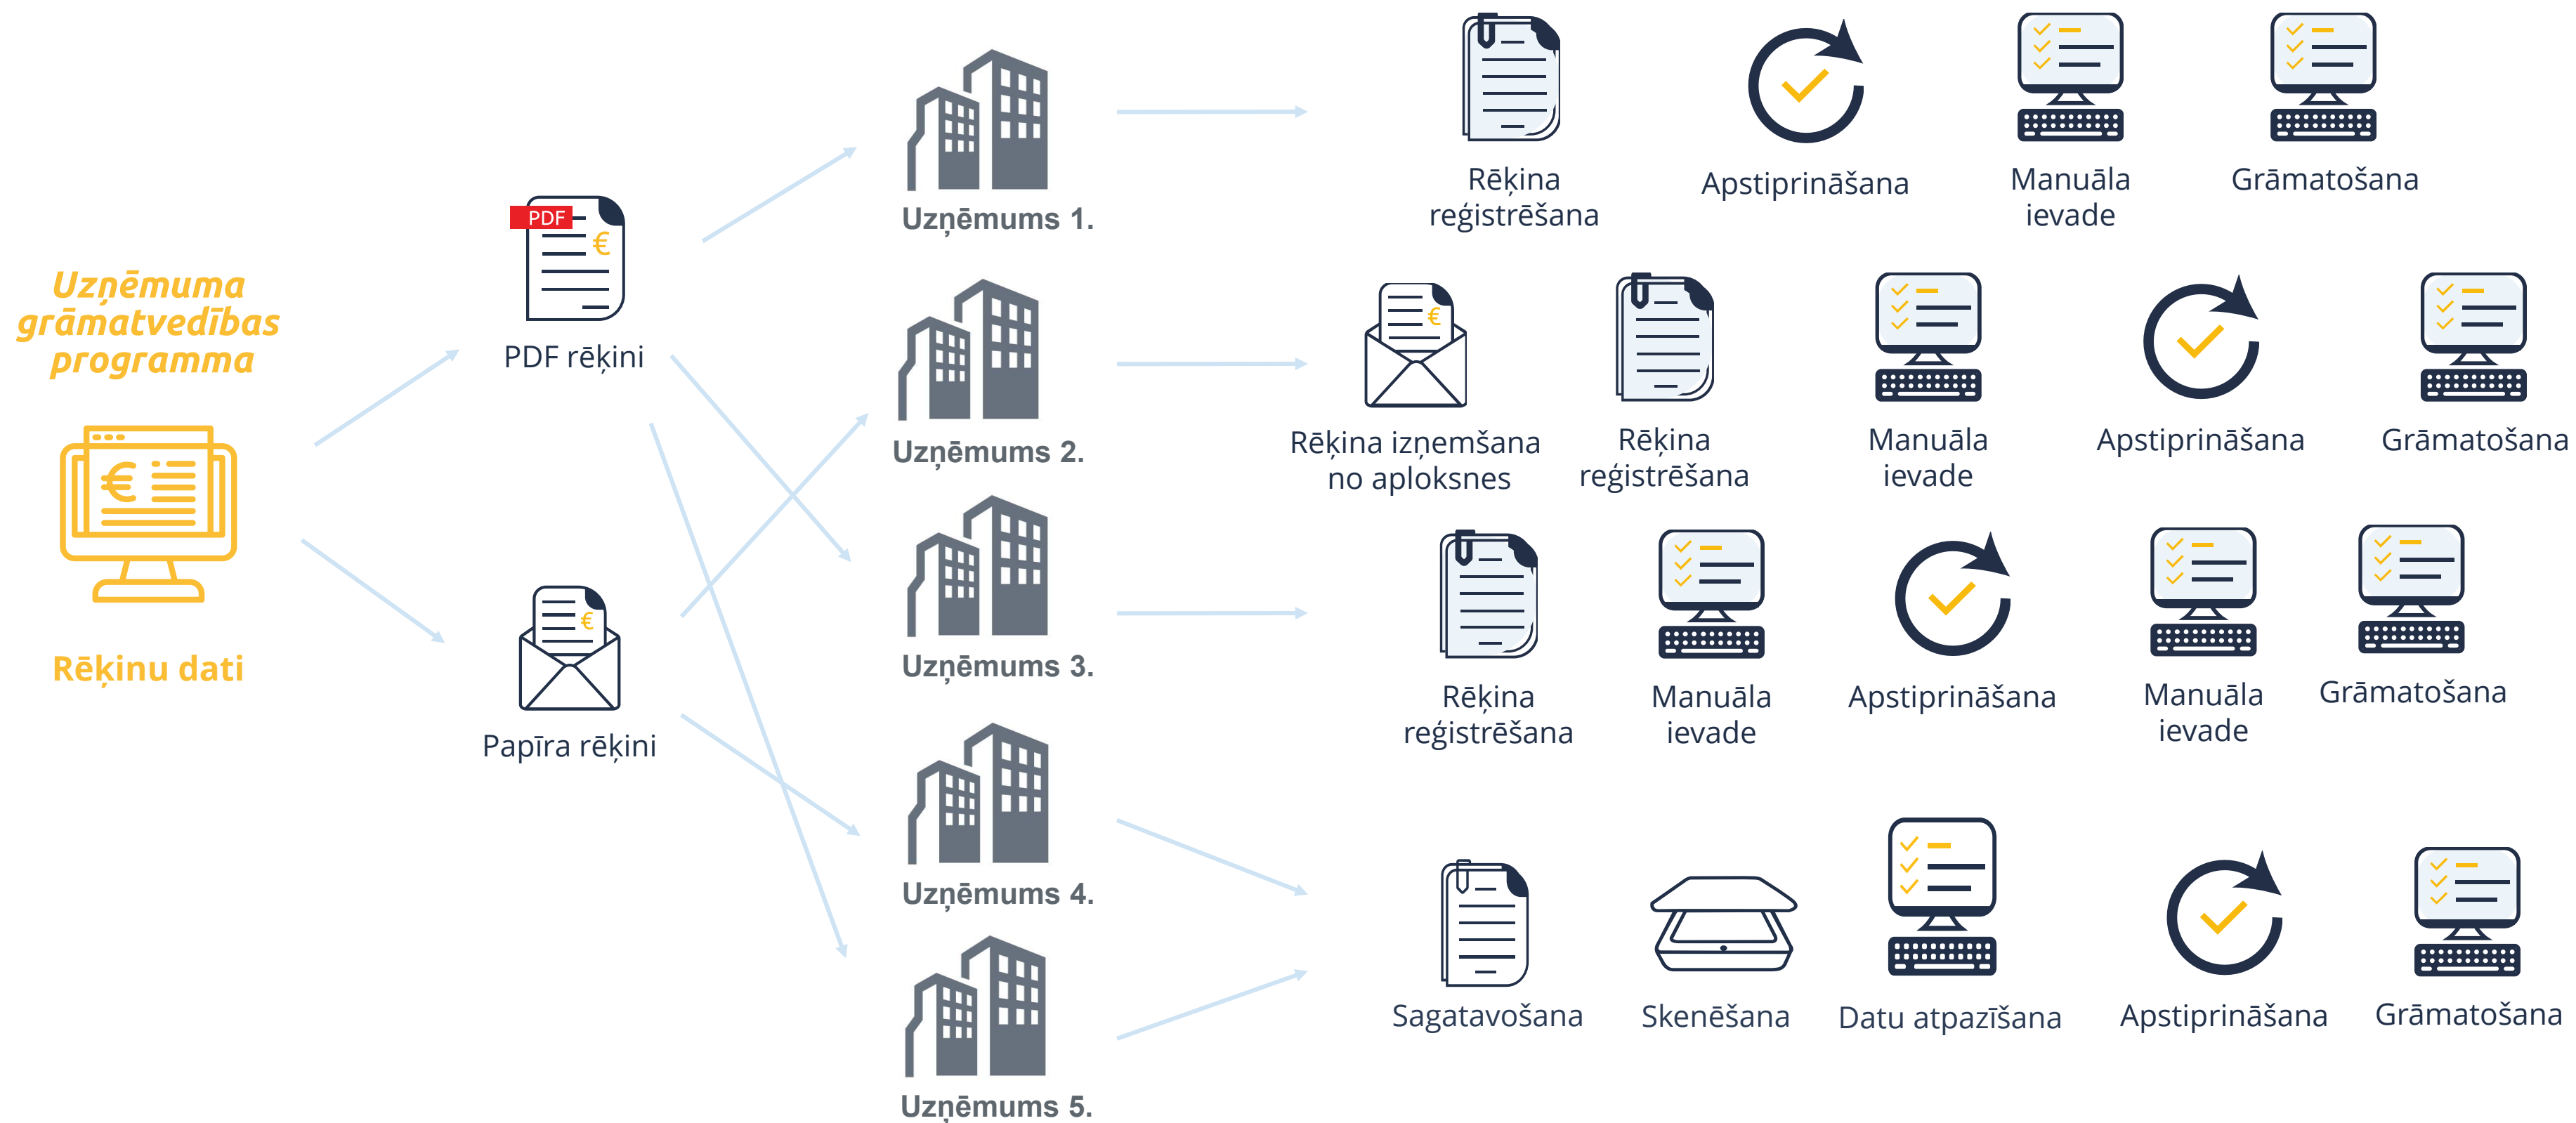 Uzņēmuma
grāmatvedības
programma
Rēķinu dati
PDF
€
PDF rēķini
€
Papīra rēķini
Uzņēmums 1.
Uzņēmums 2.
Uzņēmums 3.
Uzņēmums 4.
Uzņēmums 5.
Rēķina
reģistrēšana
Apstiprināšana
Manuāla
ievade
Grāmatošana
€
Rēķina izņemšana
no aploksnes
Rēķina
reģistrēšana
Manuāla
ievade
Apstiprināšana
Grāmatošana
Rēķina
reģistrēšana
Manuāla
ievade
Apstiprināšana
Manuāla
ievade
Grāmatošana
Sagatavošana
Skenēšana
Datu atpazīšana
Apstiprināšana
Grāmatošana
€